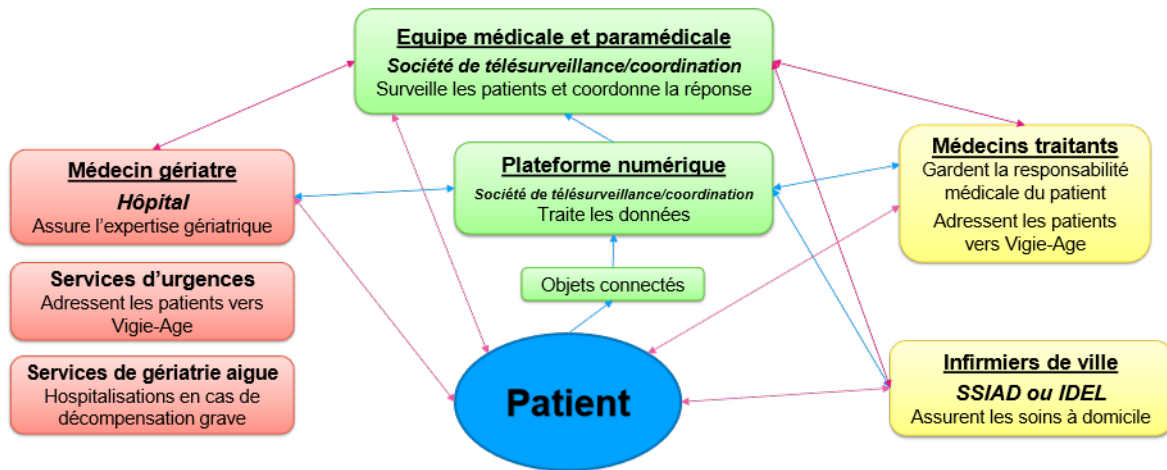 Equipe médicale et paramédicale
Société de télésurveillance/coordination
Surveille les patients et coordonne la réponse
Médecin gériatre
Hôpital
Assure l'expertise gériatrique
Plateforme numérique
Société de télésurveillance/coordination
Traite les données
Médecins traitants
Gardent la responsabilité
médicale du patient
Adressent les patients
vers Vigie-Age
Services d'urgences
Adressent les patients vers
Vigie-Age
Objets connectés
Services de gériatrie aigue
Hospitalisations en cas de
décompensation grave
Patient
Infirmiers de ville
SSIAD ou IDEL
Assurent les soins à domicile